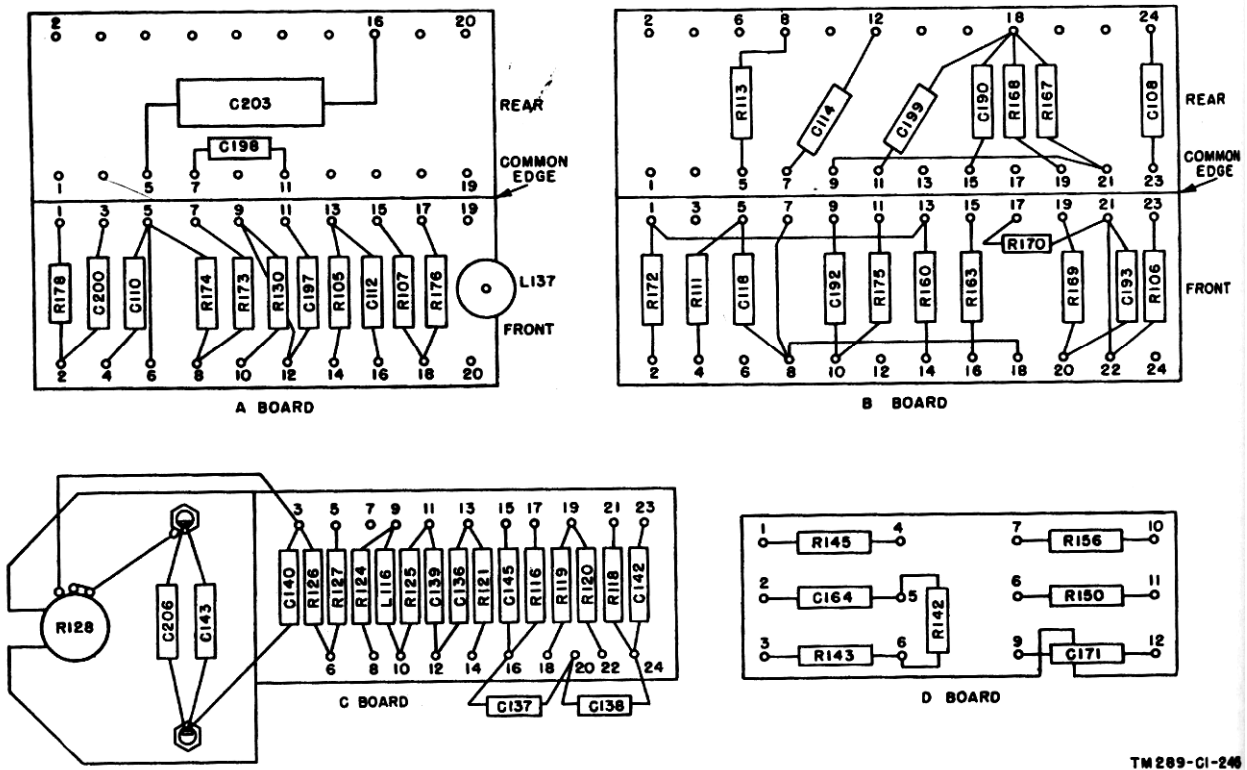 2 16 20
C203
REAR
C198
COMMON
EDGE
1 5 7 11 19
1 3 5 7 9 11 13 15 17 19
R178 C200 C110 R174 R173 R130 C197 R105 C112 R107 R176
L137
FRONT
2 4 6 8 10 12 14 16 18 20
A BOARD
2 6 8 12 18 24
R113 C114 C199 C190 R168 R167 C108
REAR
COMMON
EDGE
1 5 7 9 11 13 15 17 19 21 23
1 3 5 7 9 11 13 15 17 19 21 23
R170
R172 R111 C118 C192 R175 R160 R163 R169 C193 R106
FRONT
2 4 6 8 10 12 14 16 18 20 22 24
B BOARD
3 5 7 9 11 13 15 17 19 21 23
R128
C206 C143
C140 R126 R127 R124 L116 R125 C139 C136 R121 C145 R116 R119 R120 R118 C142
6 8 10 12 14 16 18 20 22 24
C137 C138
C BOARD
1 R145 4
2 C164 5
R142
3 R143 6
7 R156 10
6 R150 11
9 C171 12
D BOARD
TM289-C1-246